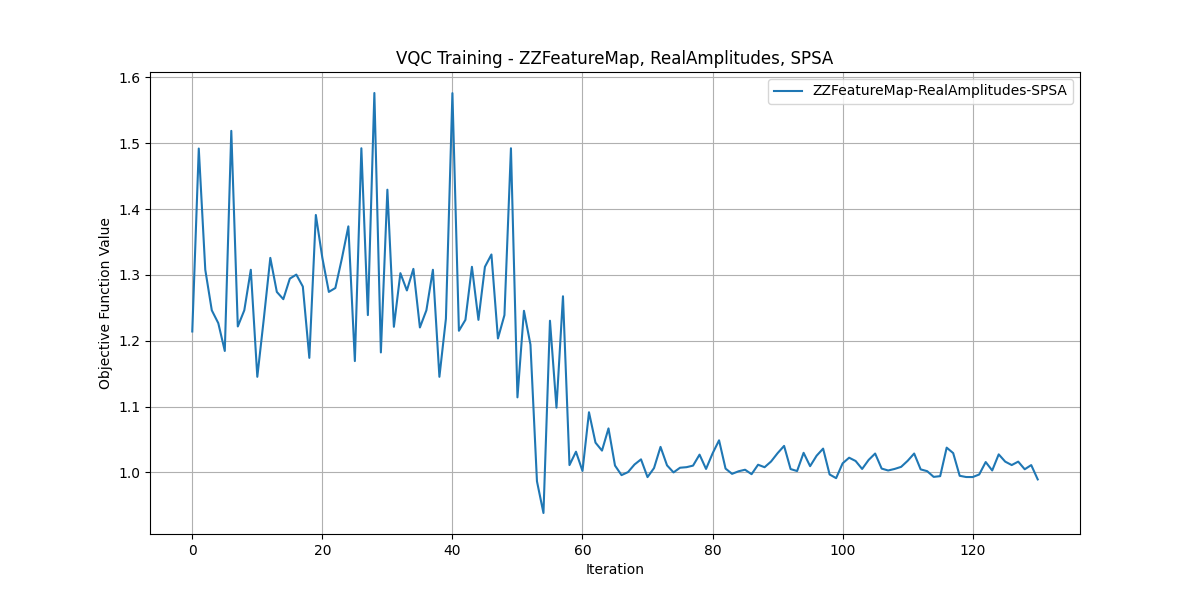 VQC Training - ZZFeatureMap, RealAmplitudes, SPSA
ZZFeatureMap-RealAmplitudes-SPSA
Objective Function Value
1.6
1.5
1.4
1.3
1.2
1.1
1.0
0 20 40 60 80 100 120
Iteration